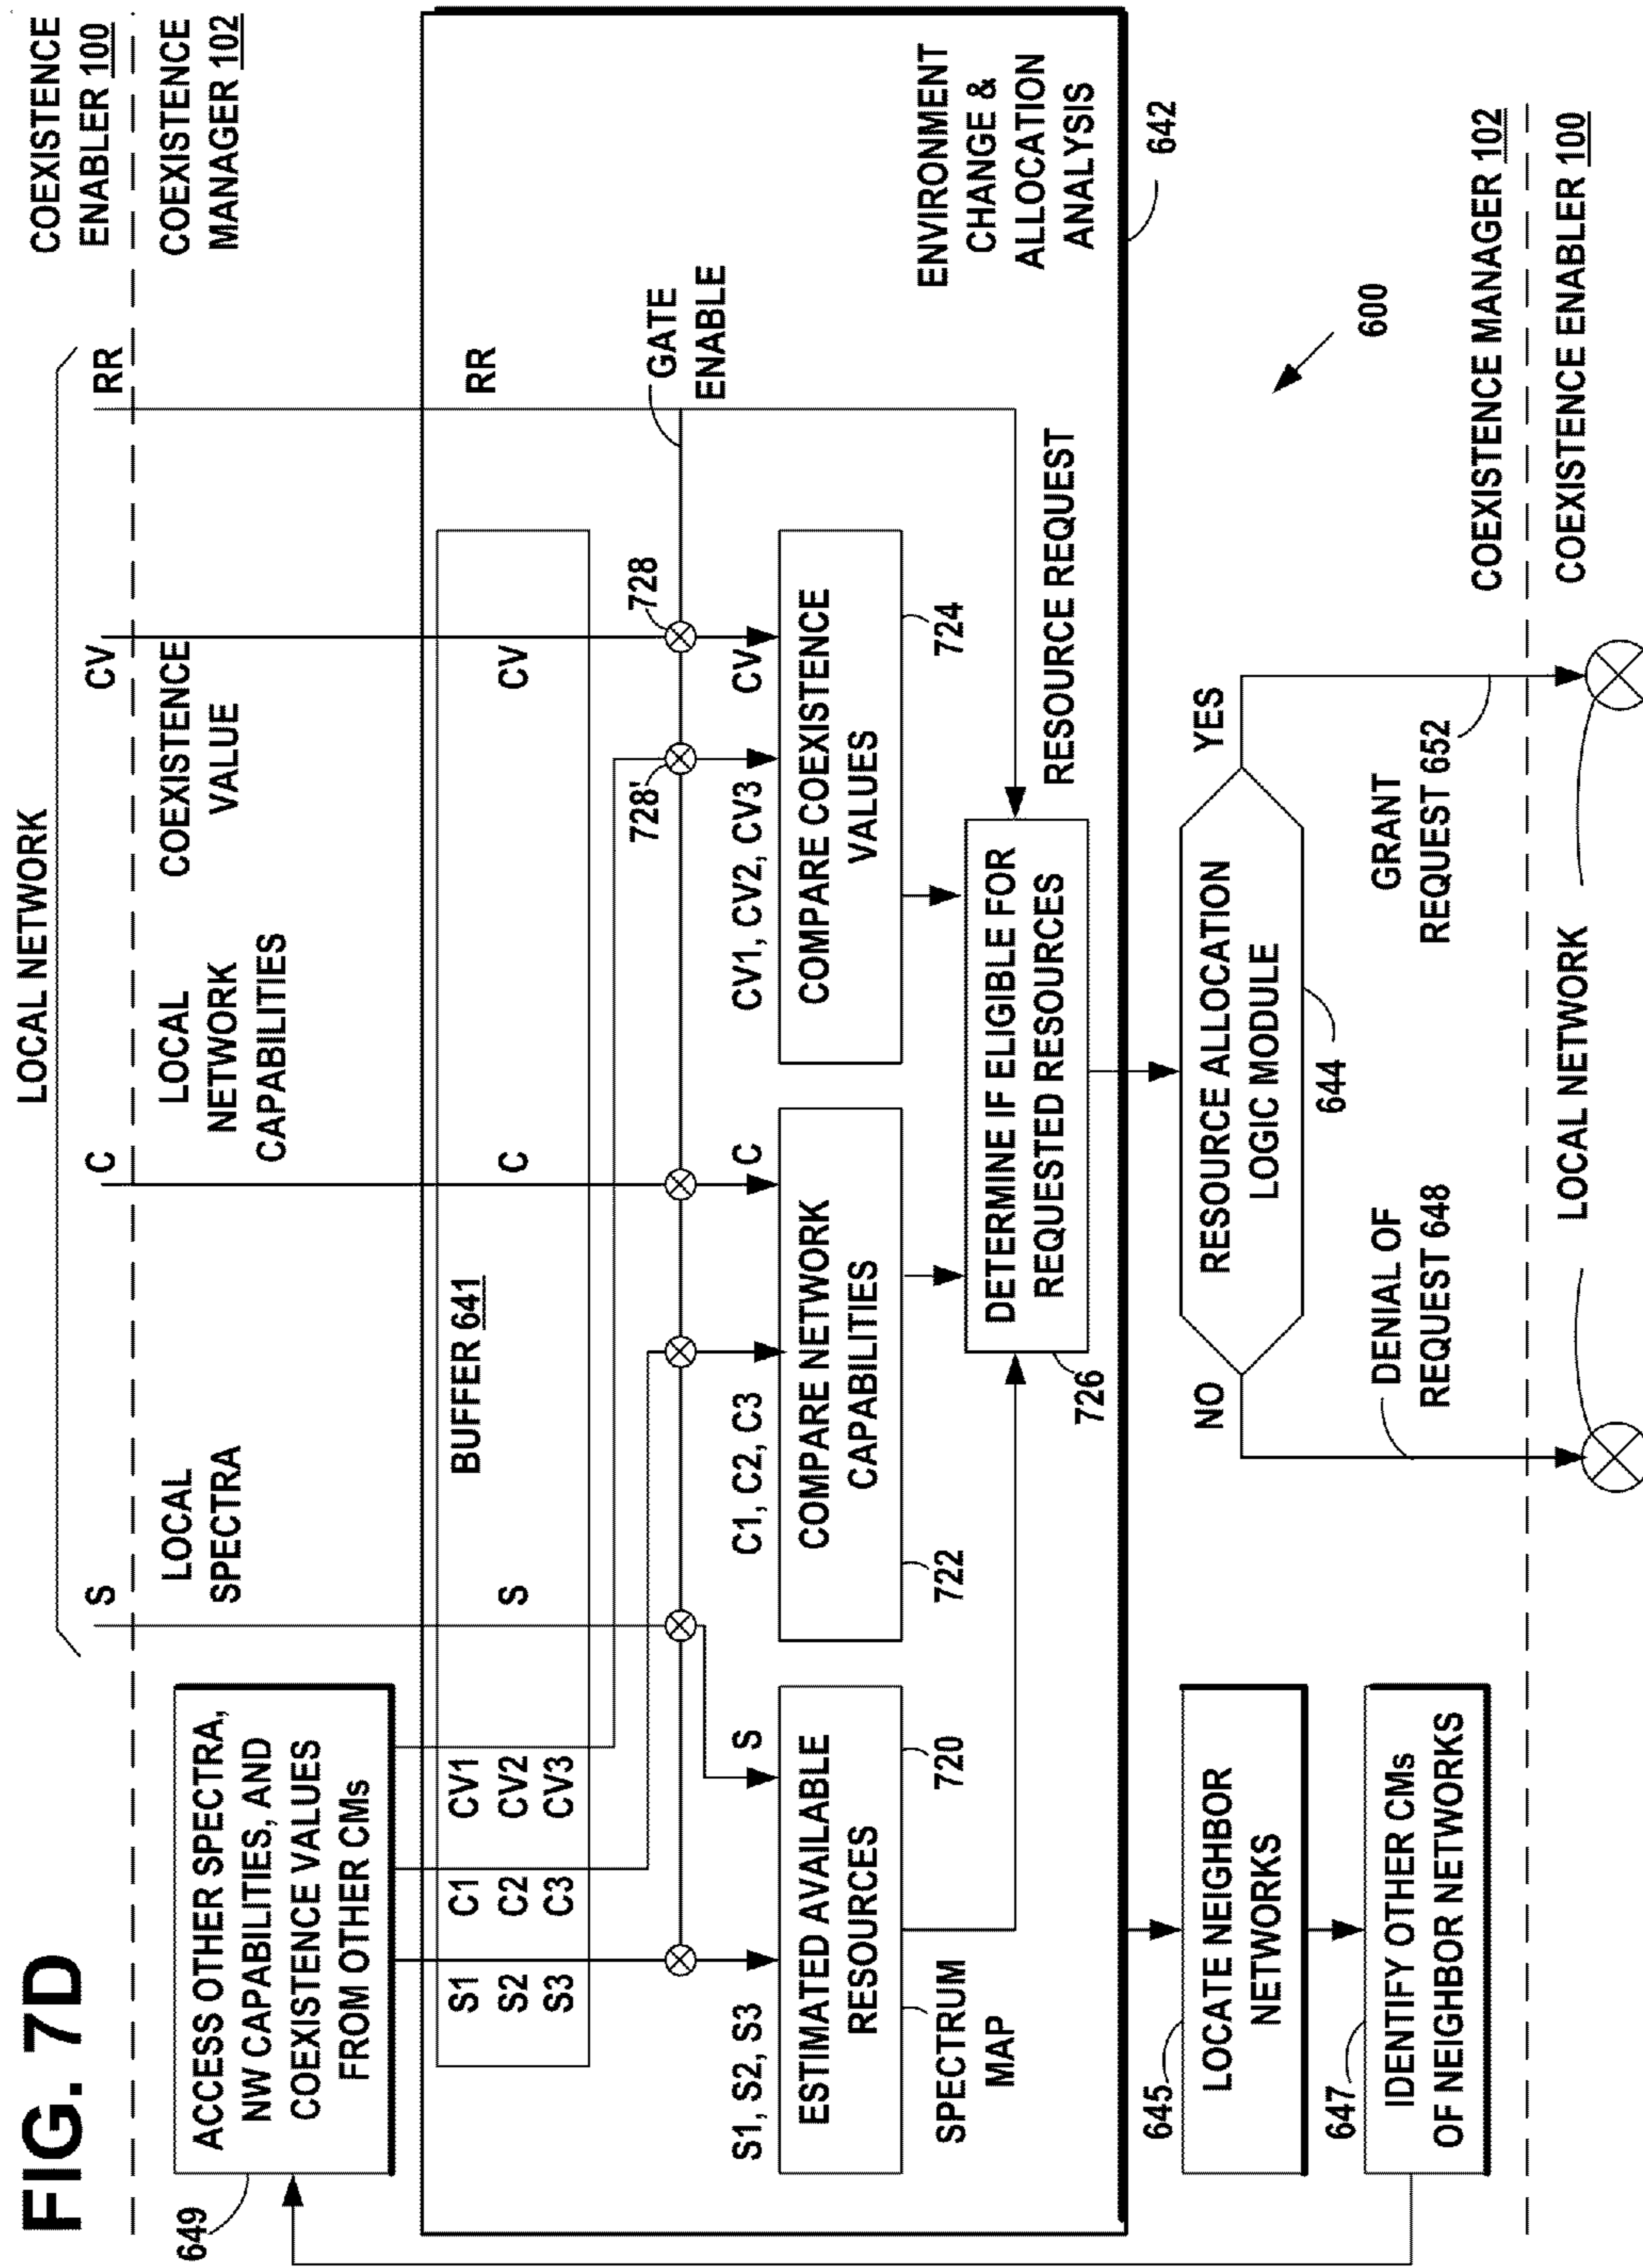 FIG. 7D
LOCAL NETWORK
COEXISTENCE
ENABLER 100
S
C
CV
RR
COEXISTENCE
MANAGER 102
649
ACCESS OTHER SPECTRA,
NW CAPABILITIES, AND
COEXISTENCE VALUES
FROM OTHER CMs
LOCAL
SPECTRA
LOCAL
NETWORK
CAPABILITIES
COEXISTENCE
VALUE
BUFFER 641
S1 C1 CV1
S2 C2 CV2
S3 C3 CV3
S
C
CV
RR
728'
728
GATE
ENABLE
S1, S2, S3
S
C1, C2, C3
C
CV1, CV2, CV3
CV
ESTIMATED AVAILABLE
RESOURCES
COMPARE NETWORK
CAPABILITIES
COMPARE COEXISTENCE
VALUES
720
722
724
SPECTRUM
MAP
ENVIRONMENT
CHANGE &
ALLOCATION
ANALYSIS
DETERMINE IF ELIGIBLE FOR
REQUESTED RESOURCES
726
RESOURCE REQUEST
642
645
LOCATE NEIGHBOR
NETWORKS
NO
RESOURCE ALLOCATION
LOGIC MODULE
YES
644
600
647
IDENTIFY OTHER CMs
OF NEIGHBOR NETWORKS
DENIAL OF
REQUEST 648
GRANT
REQUEST 652
COEXISTENCE MANAGER 102
LOCAL NETWORK
COEXISTENCE ENABLER 100